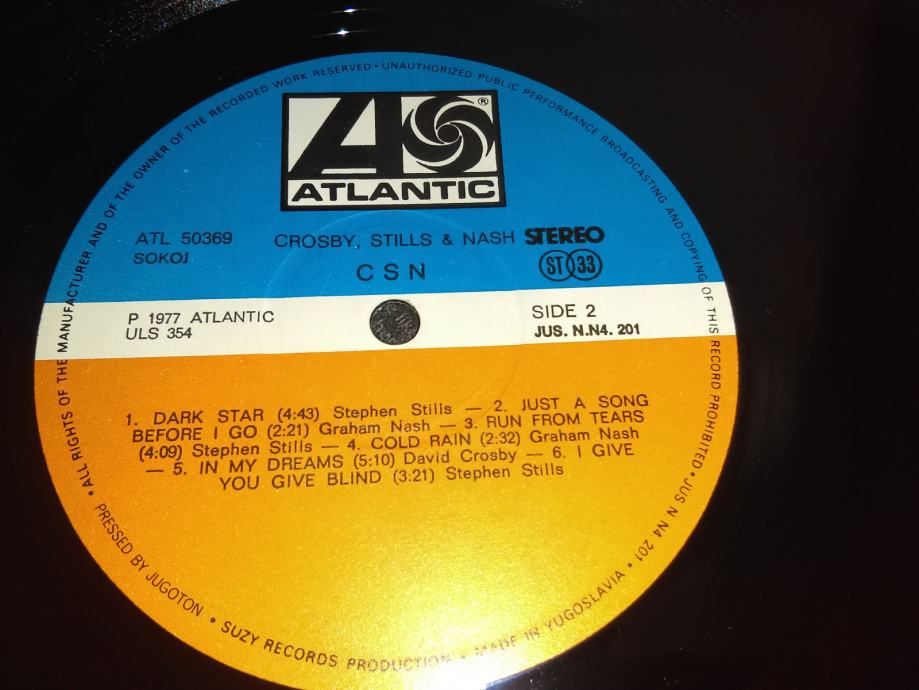 • ALL RIGHTS OF THE MANUFACTURER AND OF THE OWNER OF THE RECORDED WORK RESERVED • UNAUTHORIZED PUBLIC PERFORMANCE BROADCASTING AND COPYING OF THIS RECORD PROHIBITED • JUS N N4 201 •
ATLANTIC ®
ATL 50369
SOKOJ
CROSBY, STILLS & NASH STEREO
C S N
ST 33
P 1977 ATLANTIC
ULS 354
SIDE 2
JUS. N.N4. 201
1. DARK STAR (4:43) Stephen Stills — 2. JUST A SONG
BEFORE I GO (2:21) Graham Nash — 3. RUN FROM TEARS
(4:09) Stephen Stills — 4. COLD RAIN (2:32) Graham Nash
— 5. IN MY DREAMS (5:10) David Crosby — 6. I GIVE
YOU GIVE BLIND (3:21) Stephen Stills
PRESSED BY JUGOTON • SUZY RECORDS PRODUCTION • MADE IN YUGOSLAVIA